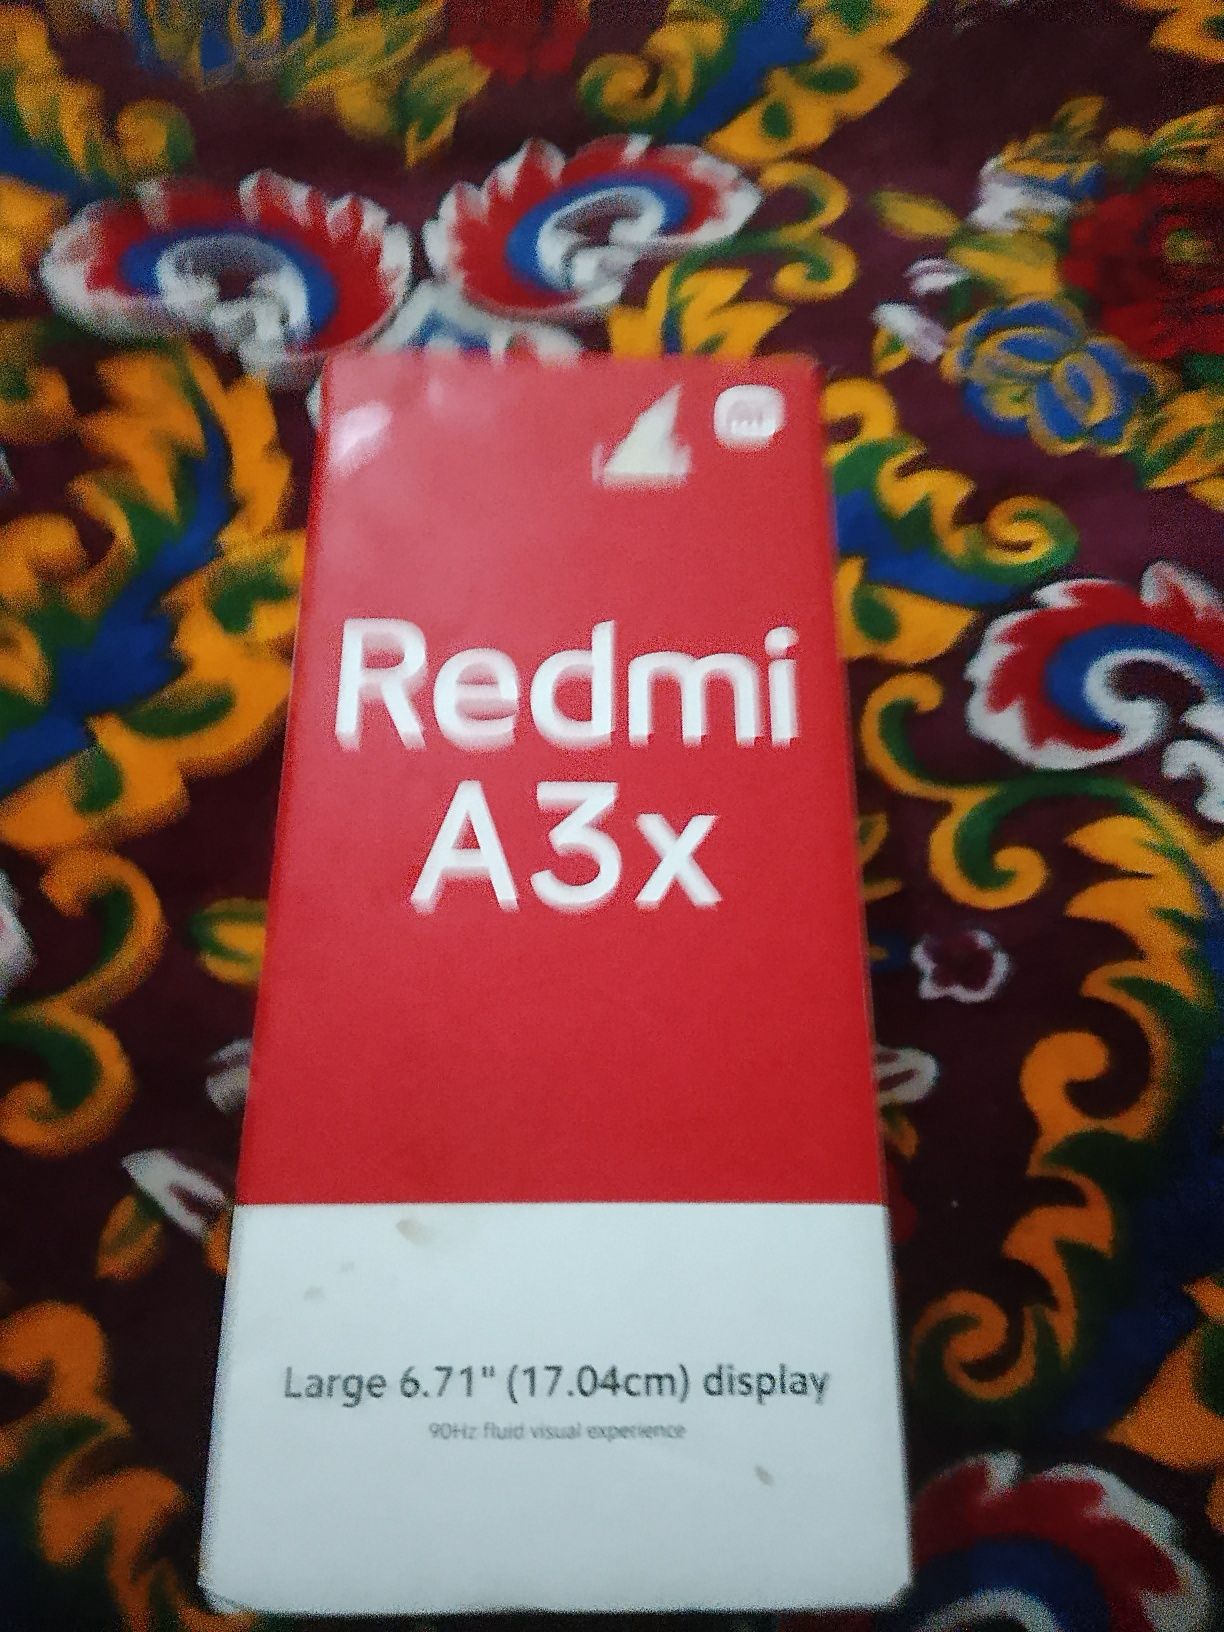 Redmi
A3x
Large 6.71" (17.04cm) display
90Hz fluid visual experience